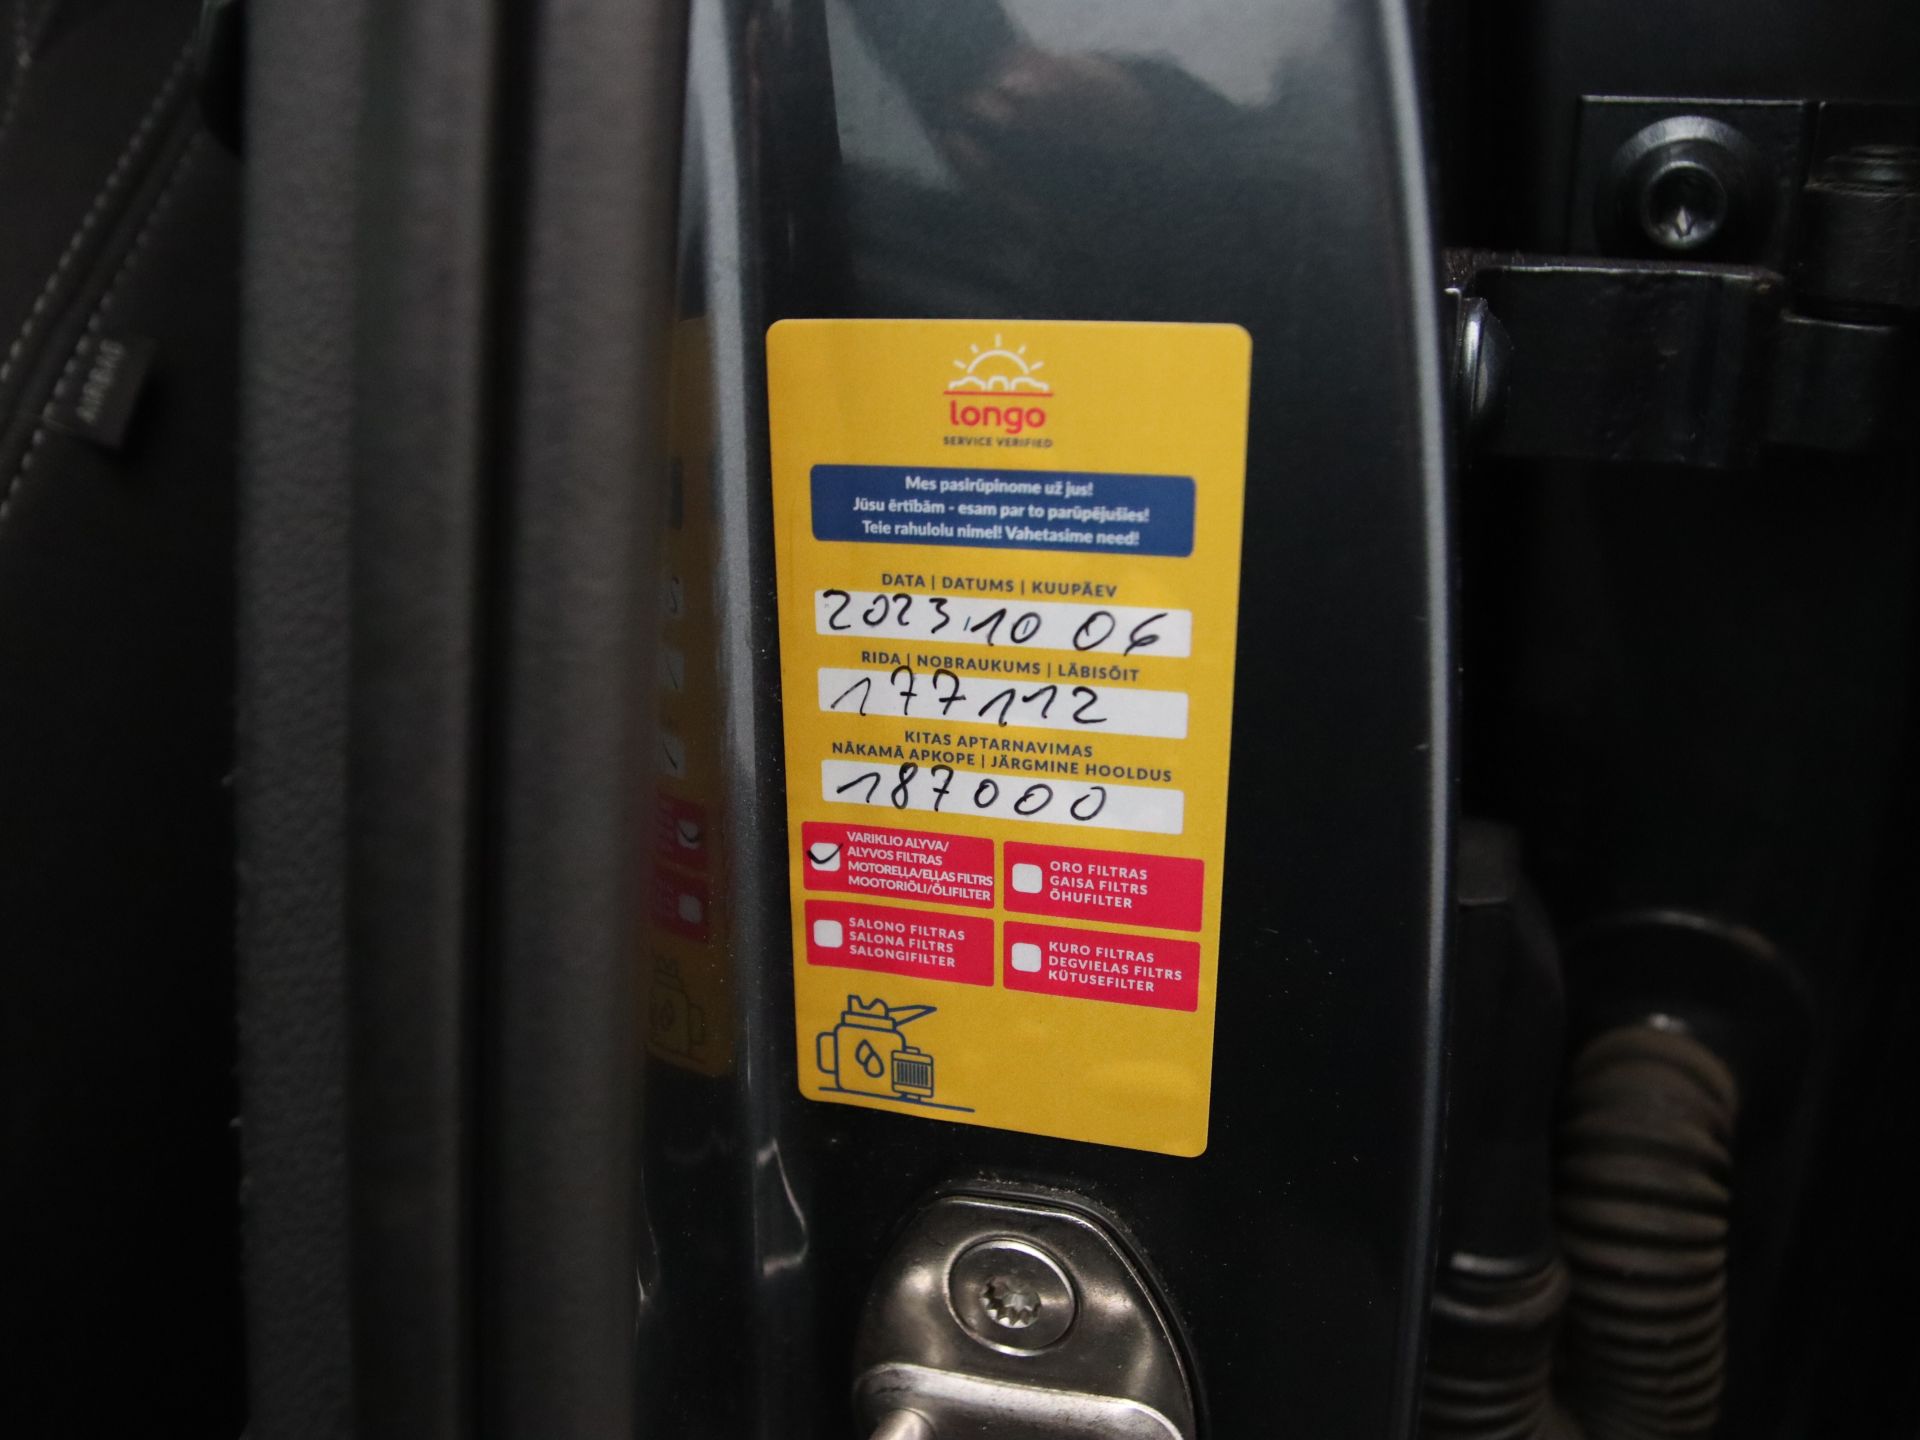 AIRBAG
longo
SERVICE VERIFIED
Mes pasirūpinome už jus!
Jūsu ērtībām - esam par to parūpējušies!
Teie rahulolu nimel! Vahetasime need!
DATA | DATUMS | KUUPÄEV
2023.10 06
RIDA | NOBRAUKUMS | LÄBISÕIT
177112
KITAS APTARNAVIMAS
NĀKAMĀ APKOPE | JÄRGMINE HOOLDUS
187000
VARIKLIO ALYVA/
ALYVOS FILTRAS
MOTOREĻĻA/EĻĻAS FILTRS
MOOTORIÕLI/ÕLIFILTER
ORO FILTRAS
GAISA FILTRS
ÕHUFILTER
SALONO FILTRAS
SALONA FILTRS
SALONGIFILTER
KURO FILTRAS
DEGVIELAS FILTRS
KÜTUSEFILTER